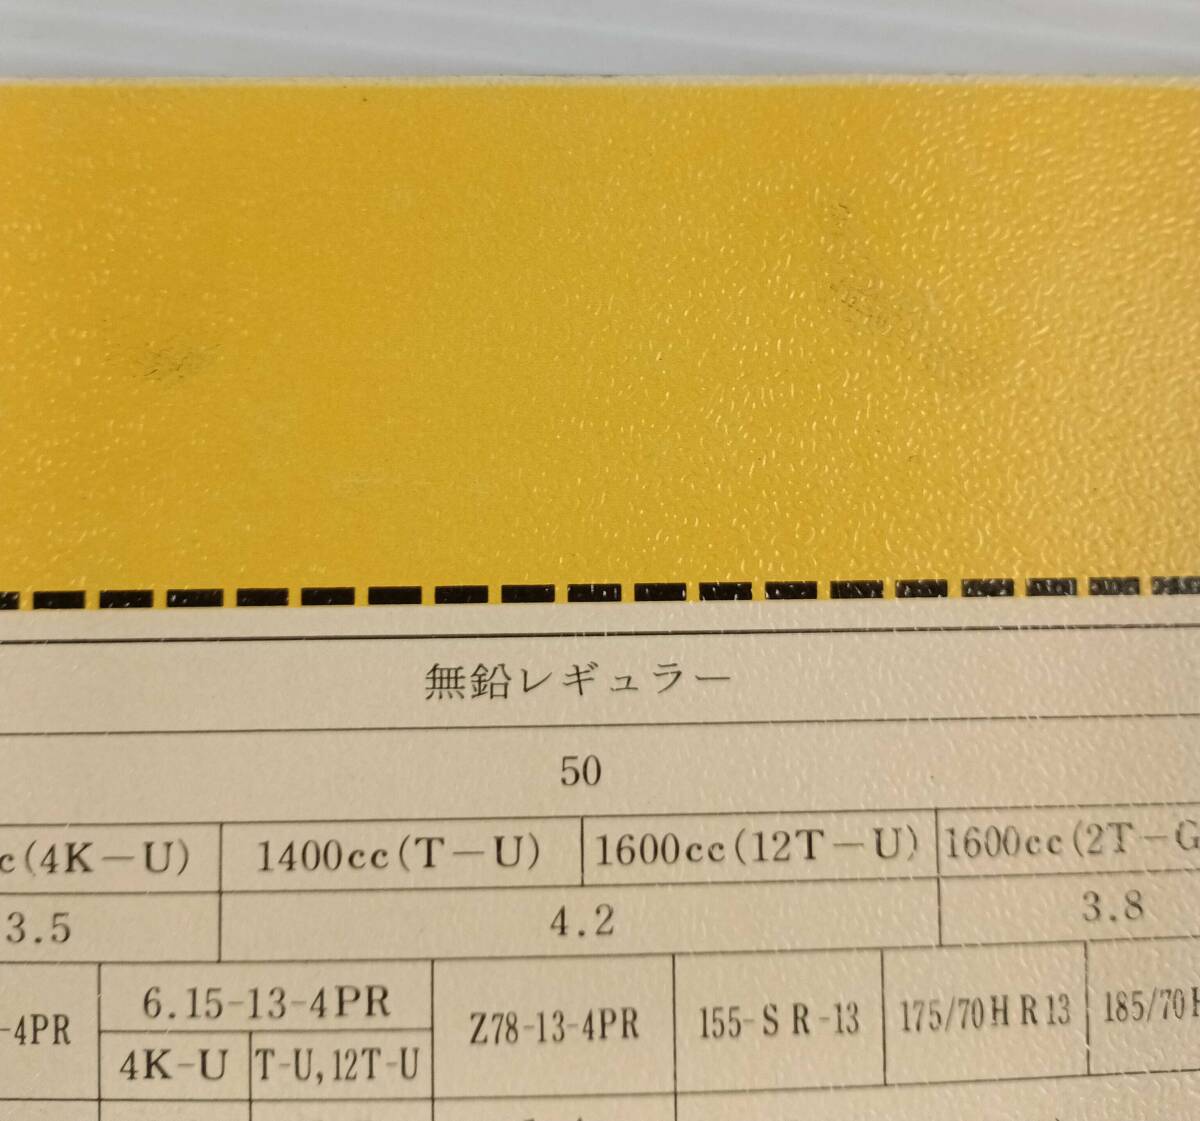 無鉛レギュラー
50
c(4K－U) 1400cc(T－U) 1600cc(12T－U) 1600cc(2T－G
3.5 4.2 3.8
-4PR 6.15-13-4PR Z78-13-4PR 155-SR-13 175/70HR13 185/70H
4K-U T-U,12T-U